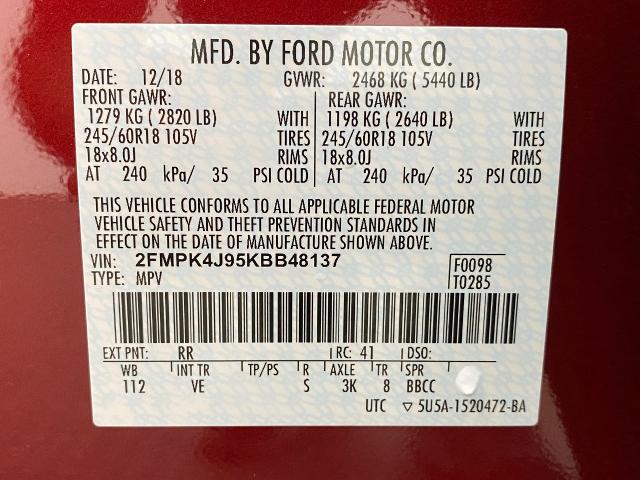 MFD. BY FORD MOTOR CO.
DATE: 12/18 GVWR: 2468 KG ( 5440 LB)
FRONT GAWR: REAR GAWR:
1279 KG ( 2820 LB) WITH 1198 KG ( 2640 LB) WITH
245/60R18 105V TIRES 245/60R18 105V TIRES
18x8.0J RIMS 18x8.0J RIMS
AT 240 kPa/ 35 PSI COLD AT 240 kPa/ 35 PSI COLD
THIS VEHICLE CONFORMS TO ALL APPLICABLE FEDERAL MOTOR
VEHICLE SAFETY AND THEFT PREVENTION STANDARDS IN
EFFECT ON THE DATE OF MANUFACTURE SHOWN ABOVE.
VIN: 2FMPK4J95KBB48137 F0098
TYPE: MPV T0285
EXT PNT: RR RC: 41 DSO:
WB INT TR TP/PS R AXLE TR SPR
112 VE S 3K 8 BBCC
UTC ▽ 5U5A-1520472-BA